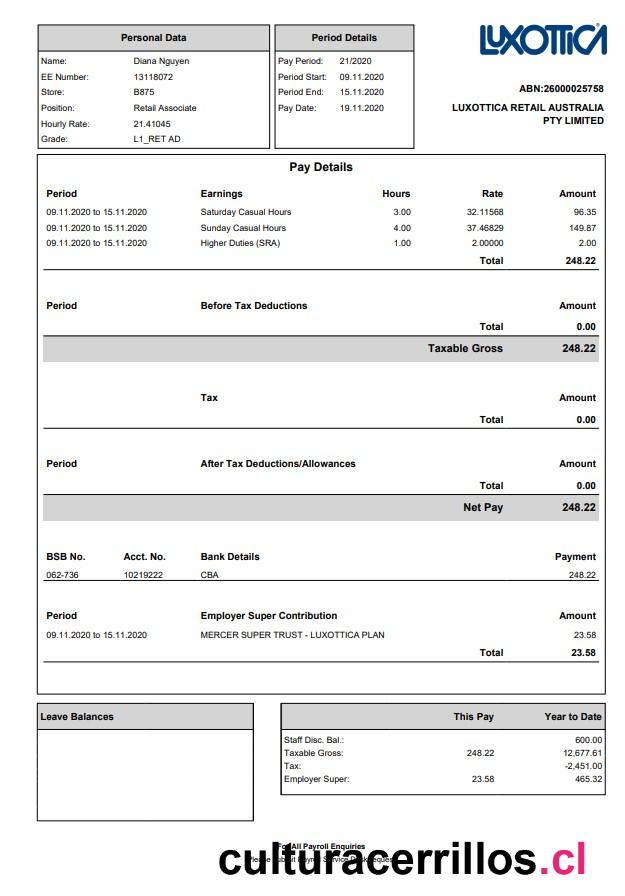 Personal Data
Name: Diana Nguyen
EE Number: 13118072
Store: B875
Position: Retail Associate
Hourly Rate: 21.41045
Grade: L1_RET AD
Period Details
Pay Period: 21/2020
Period Start: 09.11.2020
Period End: 15.11.2020
Pay Date: 19.11.2020
LUXOTTICA
ABN:26000025758
LUXOTTICA RETAIL AUSTRALIA
PTY LIMITED
Pay Details
Period Earnings Hours Rate Amount
09.11.2020 to 15.11.2020 Saturday Casual Hours 3.00 32.11568 96.35
09.11.2020 to 15.11.2020 Sunday Casual Hours 4.00 37.46829 149.87
09.11.2020 to 15.11.2020 Higher Duties (SRA) 1.00 2.00000 2.00
Total 248.22
Period Before Tax Deductions Amount
Total 0.00
Taxable Gross 248.22
Tax Amount
Total 0.00
Period After Tax Deductions/Allowances Amount
Total 0.00
Net Pay 248.22
BSB No. Acct. No. Bank Details Payment
062-736 10219222 CBA 248.22
Period Employer Super Contribution Amount
09.11.2020 to 15.11.2020 MERCER SUPER TRUST - LUXOTTICA PLAN 23.58
Total 23.58
Leave Balances
This Pay Year to Date
Staff Disc. Bal.: 600.00
Taxable Gross: 248.22 12,677.61
Tax: -2,451.00
Employer Super: 23.58 465.32
For All Payroll Enquiries
culturacerrillos.cl